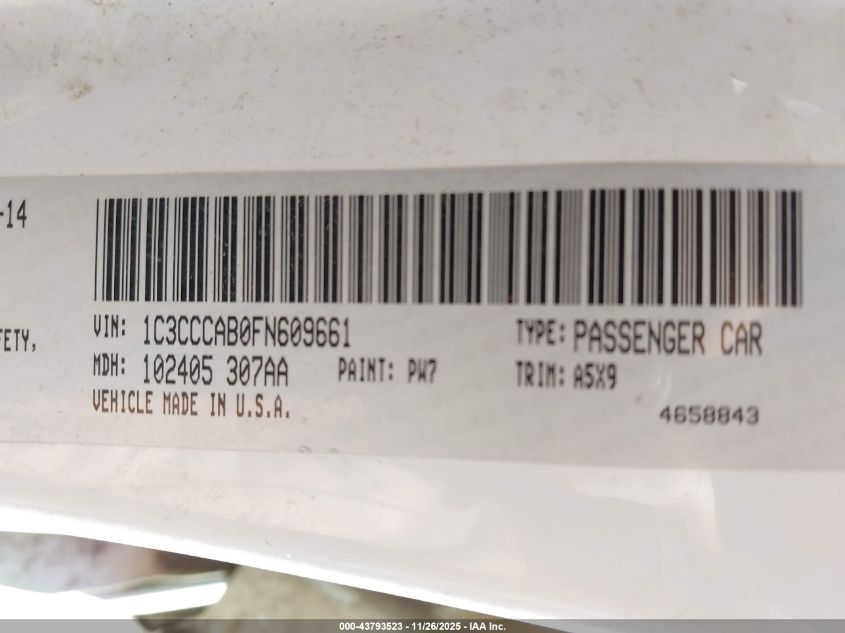 -14
FETY,
VIN: 1C3CCCAB0FN609661
TYPE: PASSENGER CAR
MDH: 102405 307AA
PAINT: PW7
TRIM: A5X9
VEHICLE MADE IN U.S.A.
4658843
000-43793523 - 11/26/2025 - IAA Inc.